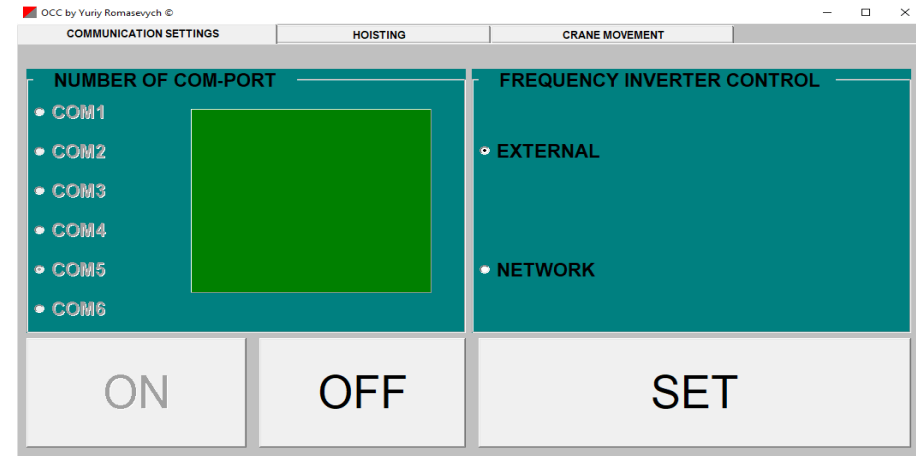 OCC by Yuriy Romasevych ©
COMMUNICATION SETTINGS HOISTING CRANE MOVEMENT
NUMBER OF COM-PORT
COM1
COM2
COM3
COM4
COM5
COM6
FREQUENCY INVERTER CONTROL
EXTERNAL
NETWORK
ON OFF SET